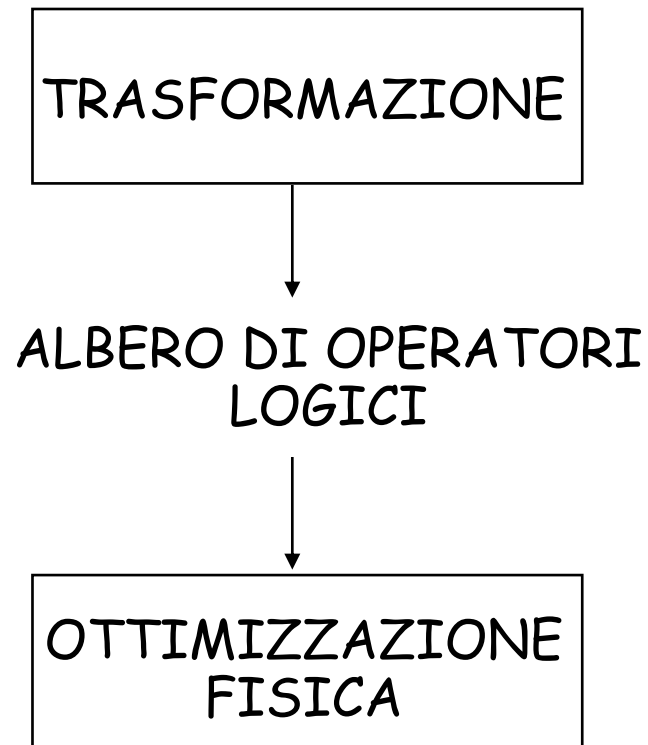 TRASFORMAZIONE
ALBERO DI OPERATORI
LOGICI
OTTIMIZZAZIONE
FISICA